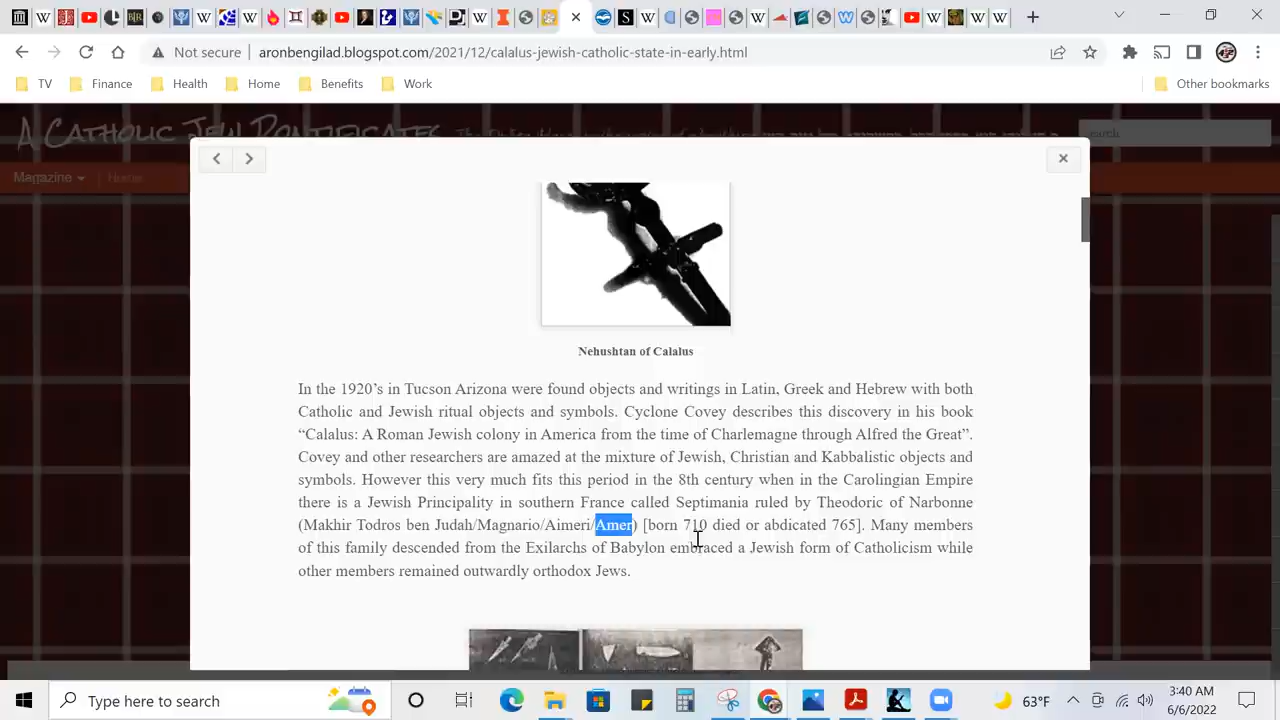 Not secure aronbengilad.blogspot.com/2021/12/calalus-jewish-catholic-state-in-early.html
TV Finance Health Home Benefits Work Other bookmarks
A Catholic Jew Pontificates
Magazine Home
Nehushtan of Calalus
In the 1920's in Tucson Arizona were found objects and writings in Latin, Greek and Hebrew with both
Catholic and Jewish ritual objects and symbols. Cyclone Covey describes this discovery in his book
“Calalus: A Roman Jewish colony in America from the time of Charlemagne through Alfred the Great”.
Covey and other researchers are amazed at the mixture of Jewish, Christian and Kabbalistic objects and
symbols. However this very much fits this period in the 8th century when in the Carolingian Empire
there is a Jewish Principality in southern France called Septimania ruled by Theodoric of Narbonne
(Makhir Todros ben Judah/Magnario/Aimeri/Amer) [born 710 died or abdicated 765]. Many members
of this family descended from the Exilarchs of Babylon embraced a Jewish form of Catholicism while
other members remained outwardly orthodox Jews.
Type here to search
63°F
3:40 AM
6/6/2022